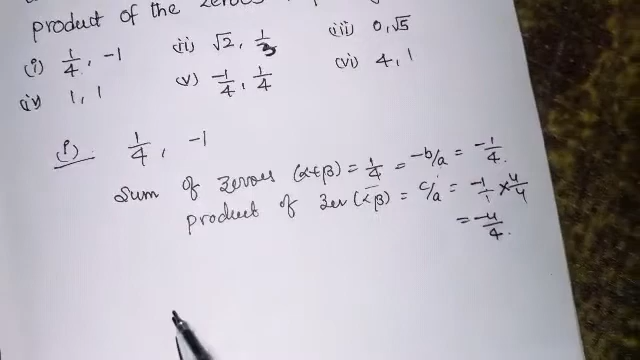 product of the zeroes
(i) 1/4, -1 (ii) √2, 1/3 (iii) 0, √5
(iv) 1, 1 (v) -1/4, 1/4 (vi) 4, 1
(i) 1/4, -1
Sum of zeroes (α+β) = 1/4 = -b/a = -1/4.
product of zer (αβ) = c/a = -1/1 × 4/4
= -4/4.